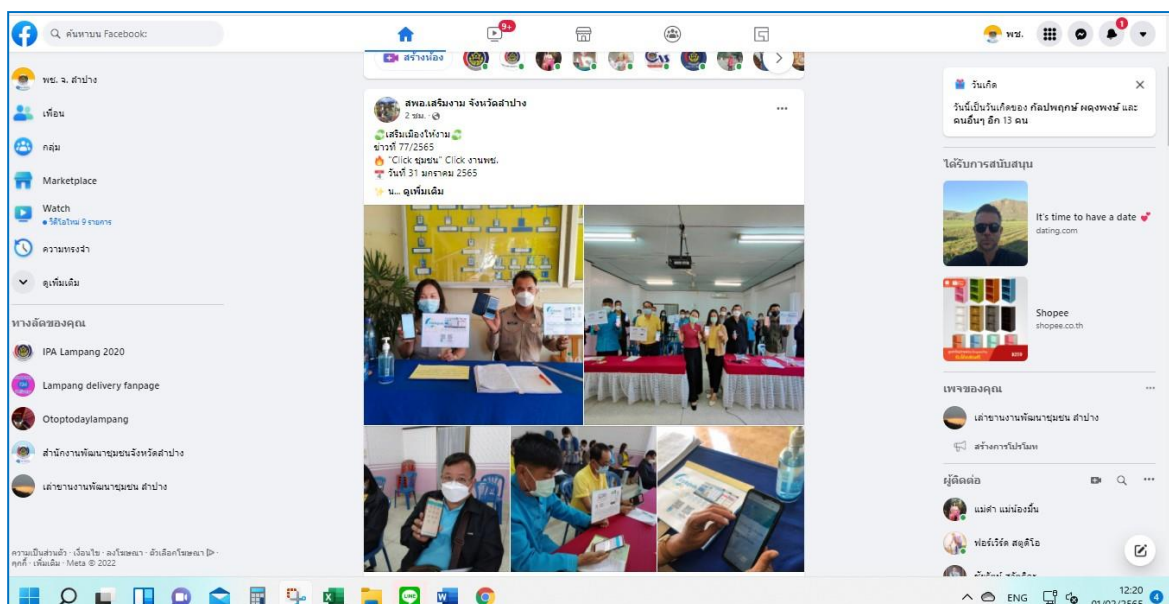 ค้นหาบน Facebook:
9+
พช.
1
พช. จ. ลำปาง
เพื่อน
กลุ่ม
Marketplace
Watch
วิดีโอใหม่ 9 รายการ
ความทรงจำ
ดูเพิ่มเติม
ทางลัดของคุณ
IPA Lampang 2020
Lampang delivery fanpage
Otoptodaylampang
สำนักงานพัฒนาชุมชนจังหวัดลำปาง
เล่าขานงานพัฒนาชุมชน ลำปาง
ความเป็นส่วนตัว · เงื่อนไข · ลงโฆษณา · ตัวเลือกโฆษณา ·
คุกกี้ · เพิ่มเติม · Meta © 2022
สร้างห้อง
สพอ.เสริมงาม จังหวัดลำปาง
2 ชม. ·
เสริมเมืองให้งาม
ข่าวที่ 77/2565
"Click ชุมชน" Click งานพช.
วันที่ 31 มกราคม 2565
น... ดูเพิ่มเติม
วันเกิด
วันนี้เป็นวันเกิดของ กัลปพฤกษ์ ผดุงพงษ์ และ
คนอื่นๆ อีก 13 คน
ได้รับการสนับสนุน
It's time to have a date
dating.com
Shopee
shopee.co.th
เพจของคุณ
เล่าขานงานพัฒนาชุมชน ลำปาง
สร้างการโปรโมท
ผู้ติดต่อ
แม่ดำ แม่น้องมิ้น
ฟอร์เวิร์ด สตูดิโอ
ENG
12:20
01/02/2565
4